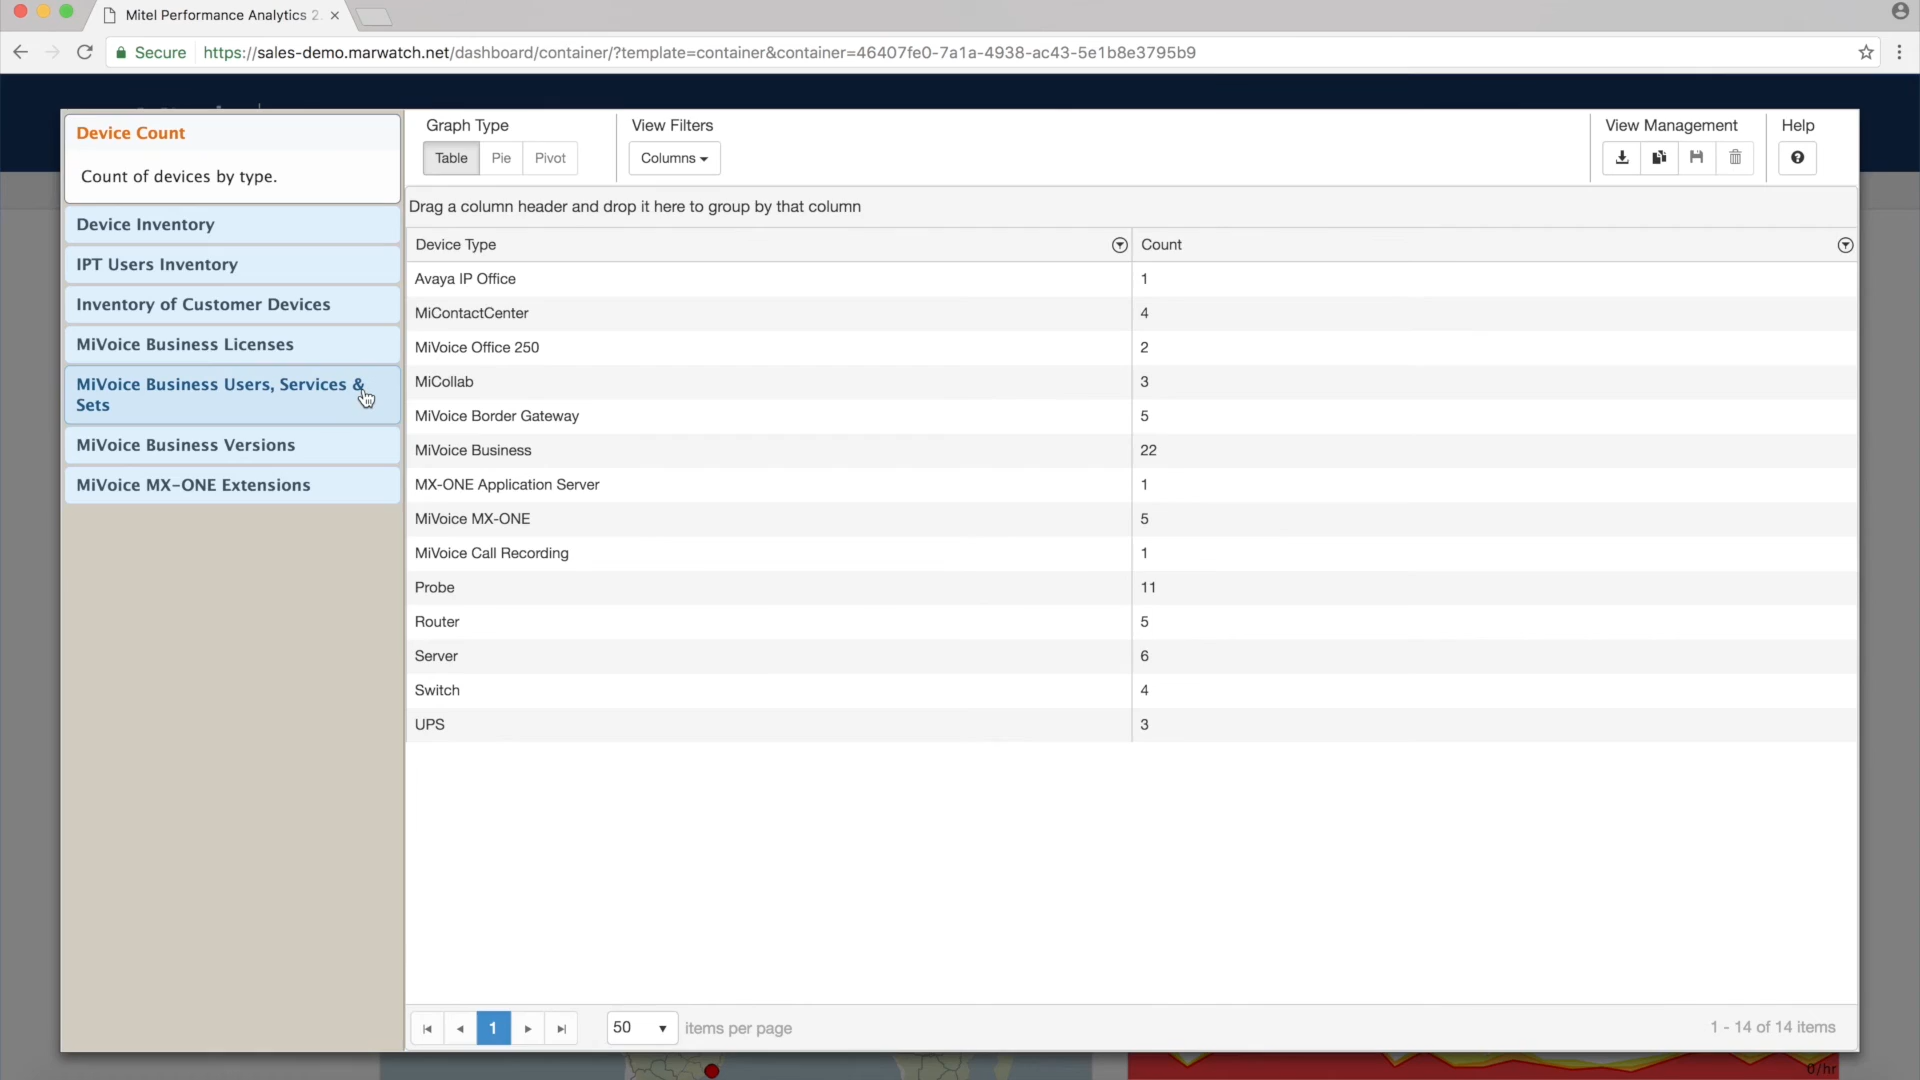 Mitel Performance Analytics 2
Secure https://sales-demo.marwatch.net/dashboard/container/?template=container&container=46407fe0-7a1a-4938-ac43-5e1b8e3795b9
Device Count
Count of devices by type.
Device Inventory
IPT Users Inventory
Inventory of Customer Devices
MiVoice Business Licenses
MiVoice Business Users, Services &
Sets
MiVoice Business Versions
MiVoice MX-ONE Extensions
Graph Type
Table Pie Pivot
View Filters
Columns
View Management
Help
Drag a column header and drop it here to group by that column
Device Type Count
Avaya IP Office 1
MiContactCenter 4
MiVoice Office 250 2
MiCollab 3
MiVoice Border Gateway 5
MiVoice Business 22
MX-ONE Application Server 1
MiVoice MX-ONE 5
MiVoice Call Recording 1
Probe 11
Router 5
Server 6
Switch 4
UPS 3
1 50 items per page 1 - 14 of 14 items
0/hr